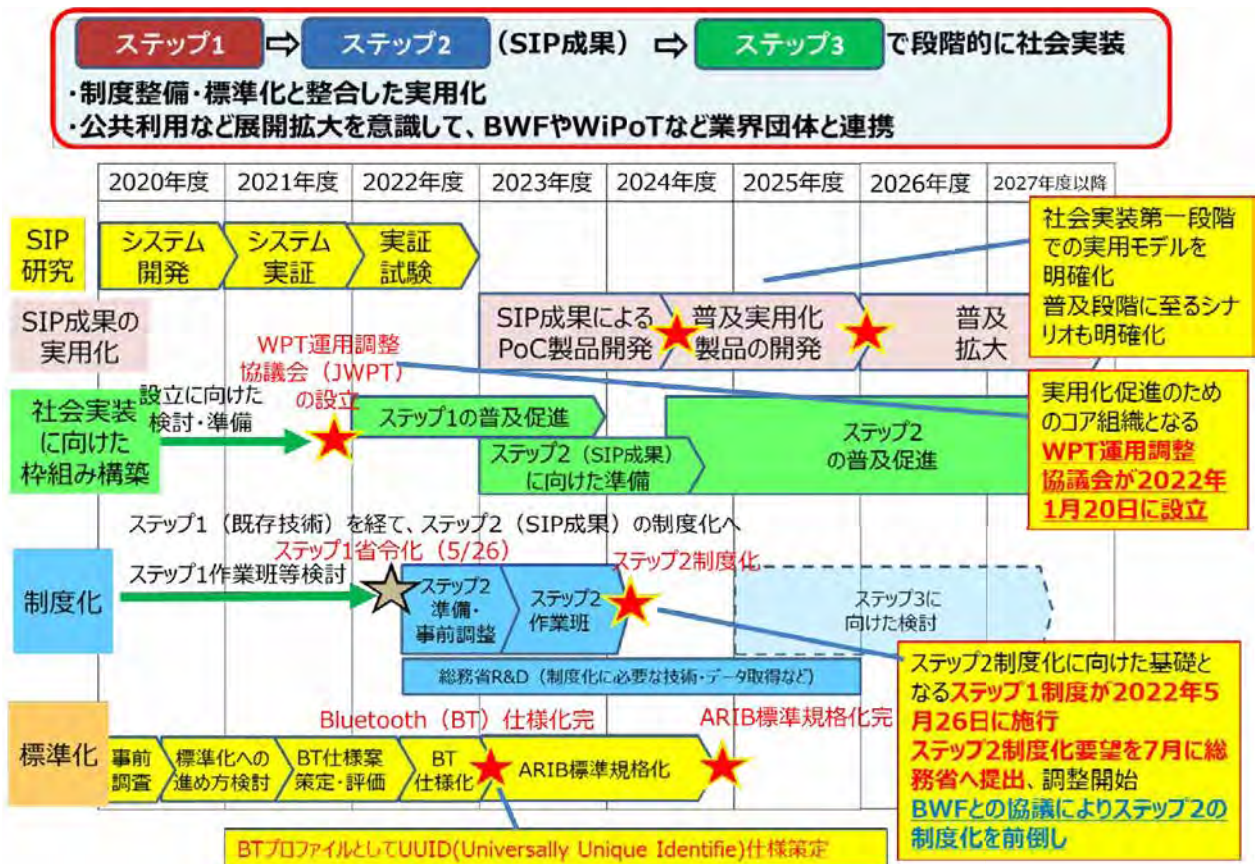 ステップ1 ⇨ ステップ2 （SIP成果） ⇨ ステップ3 で段階的に社会実装
・制度整備・標準化と整合した実用化
・公共利用など展開拡大を意識して、BWFやWiPoTなど業界団体と連携
2020年度 2021年度 2022年度 2023年度 2024年度 2025年度 2026年度 2027年度以降
SIP
研究
システム
開発
システム
実証
実証
試験
社会実装第一段階
での実用モデルを
明確化
普及段階に至るシナ
リオも明確化
SIP成果の
実用化
SIP成果による
PoC製品開発
普及実用化
製品の開発
普及
拡大
WPT運用調整
協議会（JWPT）
の設立
社会実装
に向けた
枠組み構築
設立に向けた
検討・準備
ステップ1の普及促進
ステップ2（SIP成果）
に向けた準備
ステップ2
の普及促進
実用化促進のため
のコア組織となる
WPT運用調整
協議会が2022年
1月20日に設立
ステップ1（既存技術）を経て、ステップ2（SIP成果）の制度化へ
制度化
ステップ1省令化（5/26）
ステップ1作業班等検討
ステップ2
準備・
事前調整
ステップ2
作業班
ステップ2制度化
ステップ3に
向けた検討
総務省R&D（制度化に必要な技術・データ取得など）
ステップ2制度化に向けた基礎と
なるステップ1制度が2022年5
月26日に施行
ステップ2制度化要望を7月に総
務省へ提出、調整開始
BWFとの協議によりステップ2の
制度化を前倒し
標準化
Bluetooth（BT）仕様化完
ARIB標準規格化完
事前
調査
標準化への
進め方検討
BT仕様案
策定・評価
BT
仕様化
ARIB標準規格化
BTプロファイルとしてUUID(Universally Unique Identifie)仕様策定